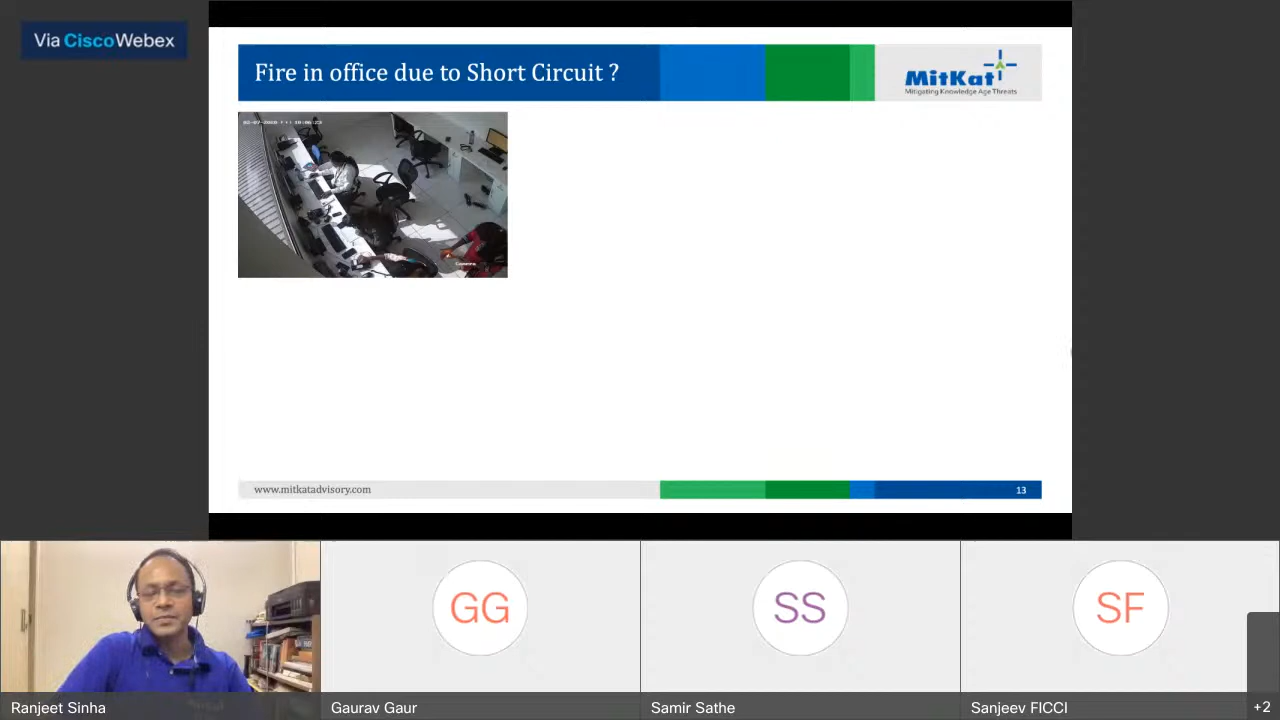 Via CiscoWebex
Fire in office due to Short Circuit ?
MitKat
Mitigating Knowledge Age Threats
Camera
www.mitkatadvisory.com
13
GG
SS
SF
Ranjeet Sinha
Gaurav Gaur
Samir Sathe
Sanjeev FICCI
+2